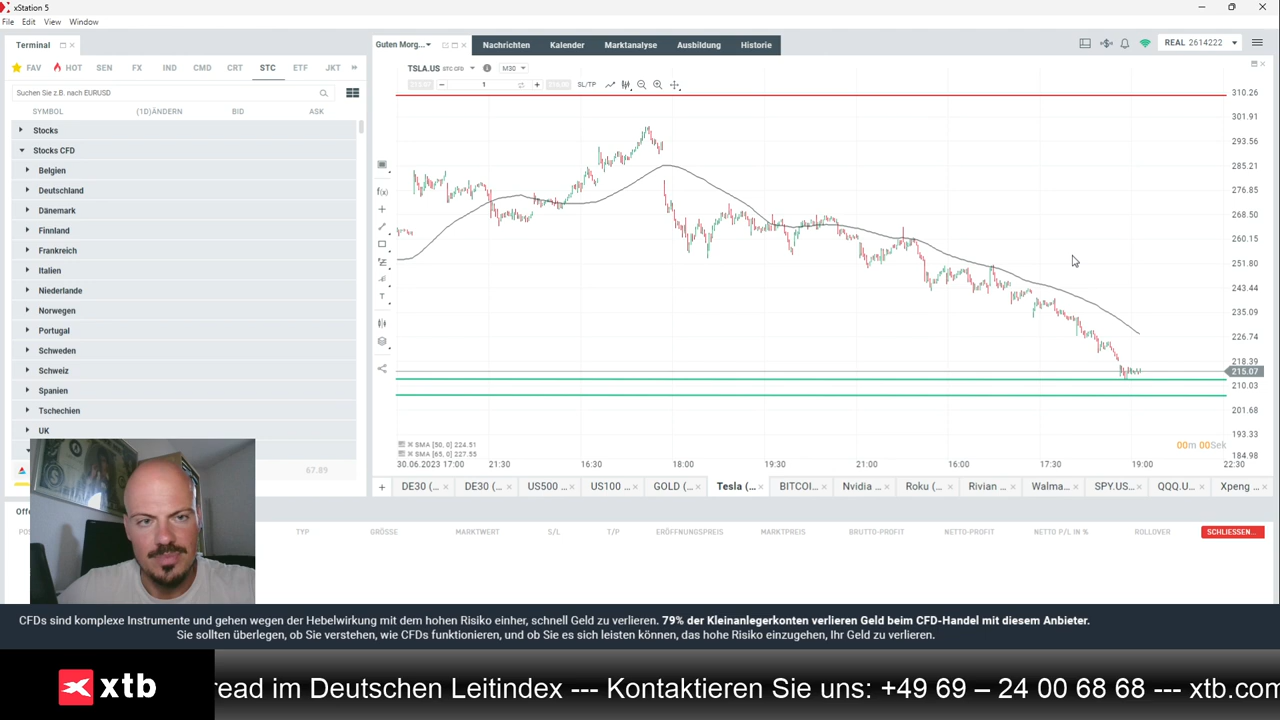 xStation 5
File Edit View Window
Terminal
FAV HOT SEN FX IND CMD CRT STC ETF JKT
Suchen Sie z.B. nach EURUSD
SYMBOL (1D)ÄNDERN BID ASK
Stocks
Stocks CFD
Belgien
Deutschland
Dänemark
Finnland
Frankreich
Italien
Niederlande
Norwegen
Portugal
Schweden
Schweiz
Spanien
Tschechien
UK
67.89
Guten Morg... Nachrichten Kalender Marktanalyse Ausbildung Historie
REAL 2614222
TSLA.US STC CFD M30
1 SL/TP
f(x)
T
310.26
301.91
293.56
285.21
276.85
268.50
260.15
251.80
243.44
235.09
226.74
218.39
215.07
210.03
201.68
193.33
184.98
SMA [50, 0] 224.51
SMA [65, 0] 227.55
00m 00Sek
30.06.2023 17:00 21:30 16:30 18:00 19:30 21:00 16:00 17:30 19:00 22:30
DE30 (... DE30 (... US500 ... US100 ... GOLD (... Tesla (... BITCOI... Nvidia ... Roku (... Rivian ... Walma... SPY.US... QQQ.U... Xpeng ...
TYP GRÖSSE MARKTWERT S/L T/P ERÖFFNUNGSPREIS MARKTPREIS BRUTTO-PROFIT NETTO-PROFIT NETTO P/L IN % ROLLOVER SCHLIESSEN...
CFDs sind komplexe Instrumente und gehen wegen der Hebelwirkung mit dem hohen Risiko einher, schnell Geld zu verlieren. 79% der Kleinanlegerkonten verlieren Geld beim CFD-Handel mit diesem Anbieter.
Sie sollten überlegen, ob Sie verstehen, wie CFDs funktionieren, und ob Sie es sich leisten können, das hohe Risiko einzugehen, Ihr Geld zu verlieren.
xtb
read im Deutschen Leitindex --- Kontaktieren Sie uns: +49 69 – 24 00 68 68 --- xtb.com